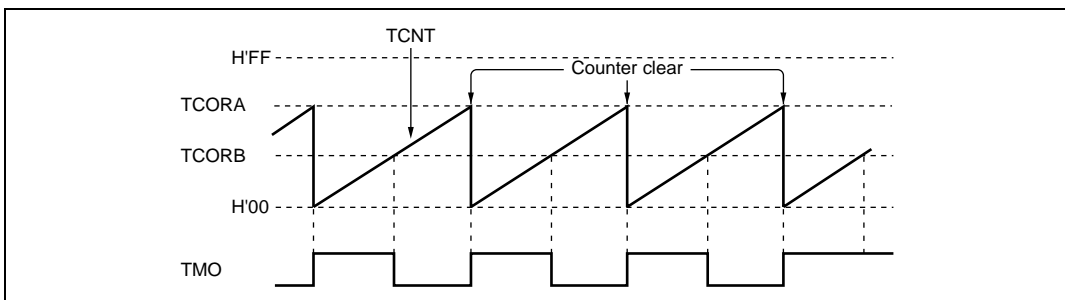 TCNT
H'FF
Counter clear
TCORA
TCORB
H'00
TMO